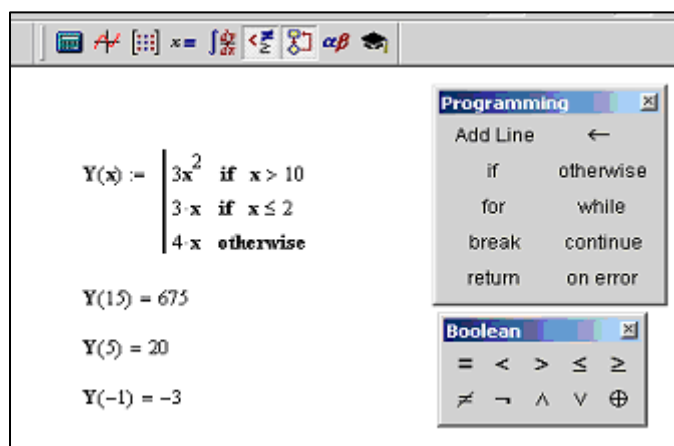 x=
αβ
Y(x) := 3x² if x > 10
3·x if x ≤ 2
4·x otherwise
Y(15) = 675
Y(5) = 20
Y(-1) = -3
Programming
Add Line ←
if otherwise
for while
break continue
return on error
Boolean
= < > ≤ ≥
≠ ¬ ∧ ∨ ⊕